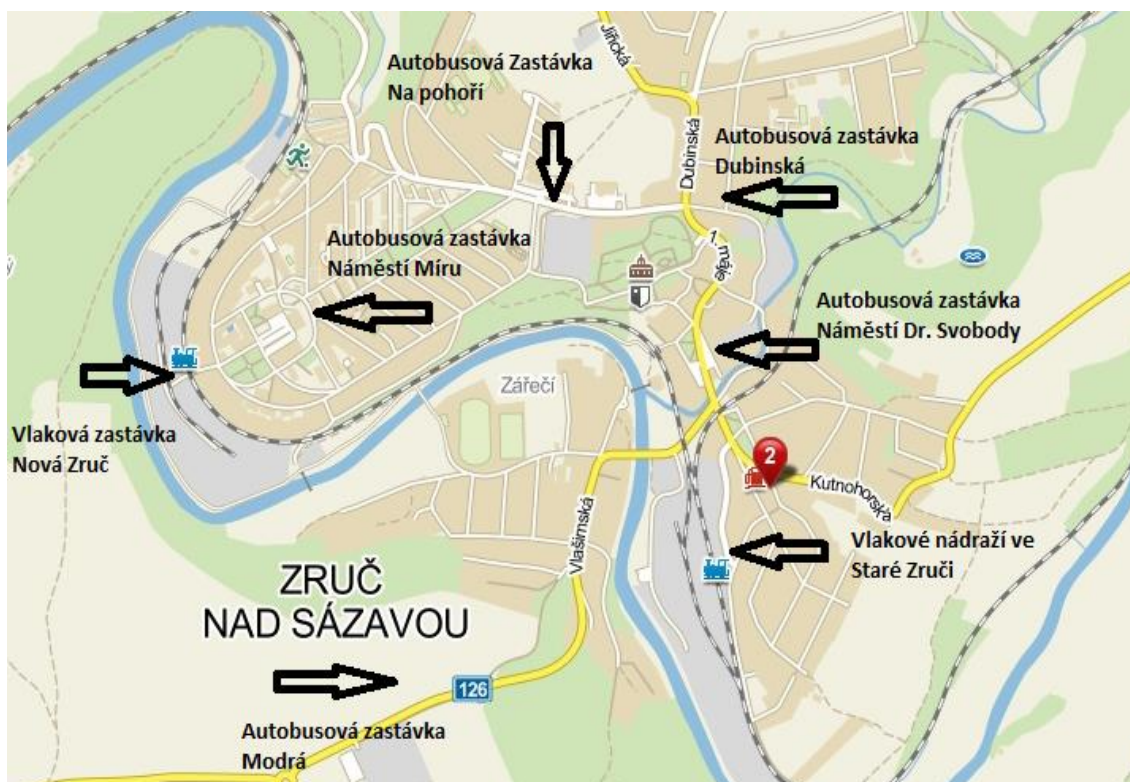 Jiřická
Autobusová Zastávka
Na pohoří
Dubinská
Autobusová zastávka
Dubinská
Autobusová zastávka
Náměstí Míru
1. máje
Autobusová zastávka
Náměstí Dr. Svobody
Zářečí
Vlaková zastávka
Nová Zruč
2
Kutnohorská
Vlašimská
Vlakové nádraží ve
Staré Zruči
ZRUČ
NAD SÁZAVOU
126
Autobusová zastávka
Modrá